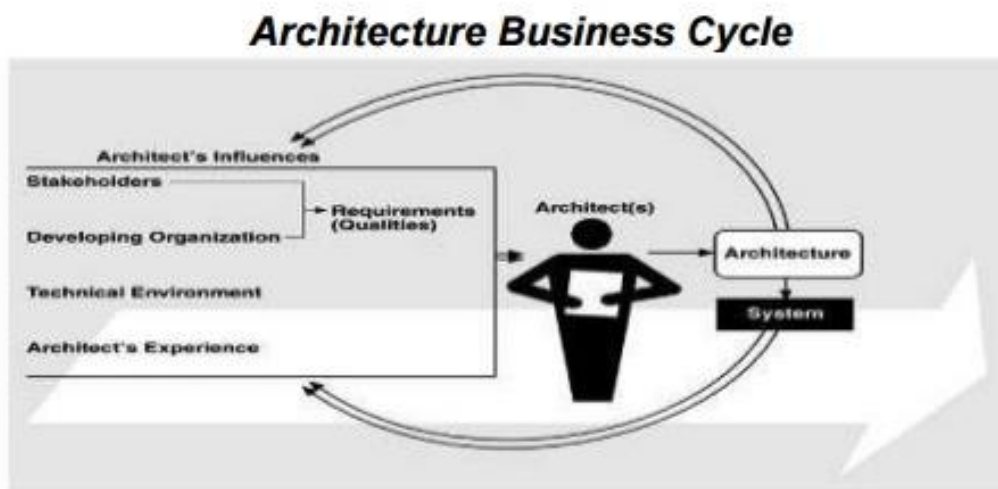 Architecture Business Cycle
Architect's Influences
Stakeholders
Requirements
(Qualities)
Developing Organization
Technical Environment
Architect's Experience
Architect(s)
Architecture
System